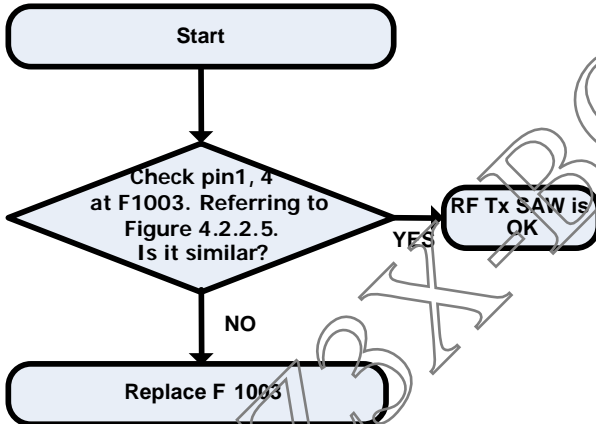 Start
Check pin1, 4
at F1003. Referring to
Figure 4.2.2.5.
Is it similar?
YES
RF Tx SAW is
OK
NO
Replace F 1003